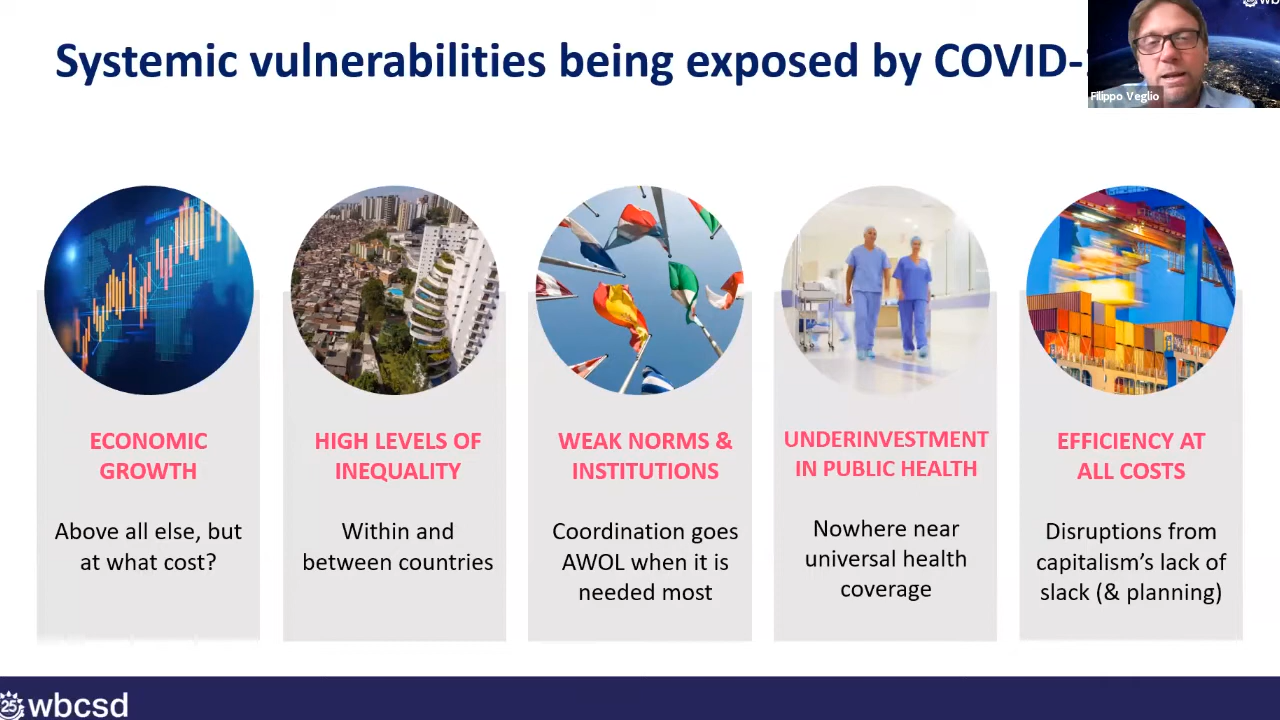 Systemic vulnerabilities being exposed by COVID-
wb
Filippo Veglio
ECONOMIC
GROWTH
Above all else, but
at what cost?
HIGH LEVELS OF
INEQUALITY
Within and
between countries
WEAK NORMS &
INSTITUTIONS
Coordination goes
AWOL when it is
needed most
UNDERINVESTMENT
IN PUBLIC HEALTH
Nowhere near
universal health
coverage
EFFICIENCY AT
ALL COSTS
Disruptions from
capitalism’s lack of
slack (& planning)
25 wbcsd